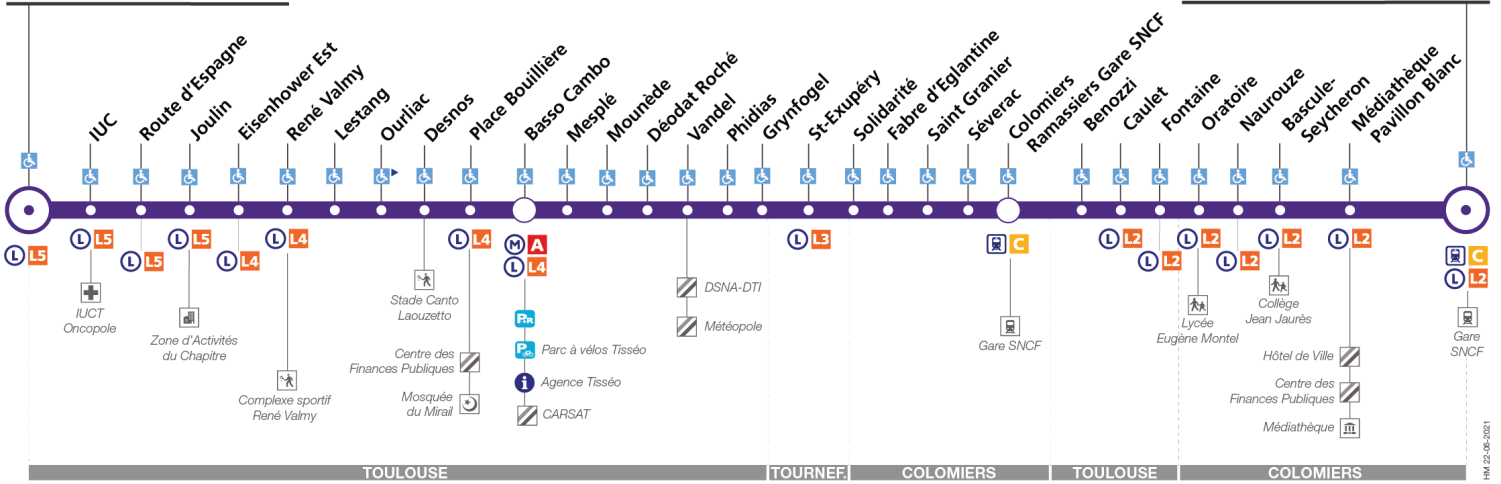 IUC
Route d'Espagne
Joulin
Eisenhower Est
René Valmy
Lestang
Ourliac
Desnos
Place Bouillière
Basso Cambo
Mesplé
Mounède
Déodat Roché
Vandel
Phidias
Grynfogel
St-Exupéry
Solidarité
Fabre d'Eglantine
Saint Granier
Séverac
Colomiers
Ramassiers Gare SNCF
Benozzi
Caulet
Fontaine
Oratoire
Naurouze
Bascule-
Seycheron
Médiathèque
Pavillon Blanc
L L5
L L5
L L5
L L5
L L4
L L4
L L4
M A
L L4
L L3
C
L L2
L L2
L L2
L L2
L L2
L L2
C
L L2
IUCT
Oncopole
Zone d'Activités
du Chapitre
Complexe sportif
René Valmy
Stade Canto
Laouzetto
Centre des
Finances Publiques
Mosquée
du Mirail
P+R
P
Parc à vélos Tisséo
i
Agence Tisséo
CARSAT
DSNA-DTI
Météopole
Gare SNCF
Lycée
Eugène Montel
Collège
Jean Jaurès
Hôtel de Ville
Centre des
Finances Publiques
Médiathèque
Gare
SNCF
TOULOUSE
TOURNEF.
COLOMIERS
TOULOUSE
COLOMIERS
HM 22-06-2021